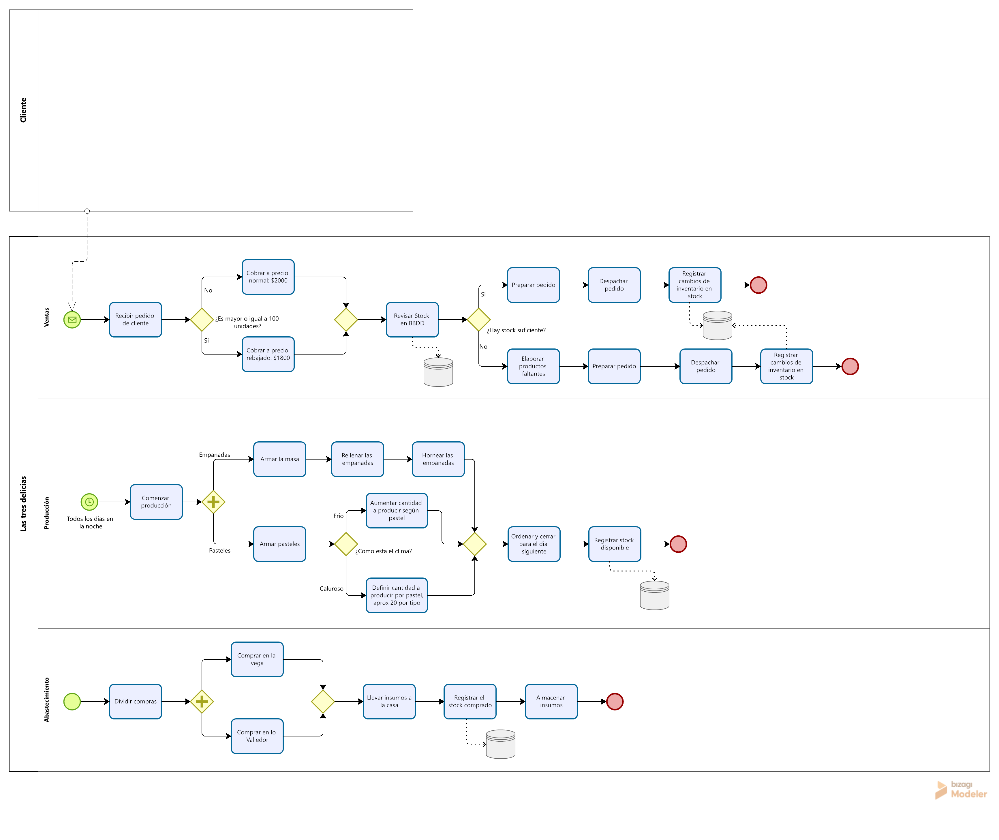 Cliente
Las tres delicias
Ventas
Recibir pedido
de cliente
No
¿Es mayor o igual a 100
unidades?
Sí
Cobrar a precio
normal: $2000
Cobrar a precio
rebajado: $1800
Revisar Stock
en BBDD
Sí
¿Hay stock suficiente?
No
Preparar pedido
Despachar
pedido
Registrar
cambios de
inventario en
stock
Elaborar
productos
faltantes
Preparar pedido
Despachar
pedido
Registrar
cambios de
inventario en
stock
Producción
Todos los dias en
la noche
Comenzar
producción
Empanadas
Armar la masa
Rellenar las
empanadas
Hornear las
empanadas
Pasteles
Armar pasteles
Frío
¿Como esta el clima?
Caluroso
Aumentar cantidad
a producir según
pastel
Definir cantidad a
producir por pastel,
aprox 20 por tipo
Ordenar y cerrar
para el dia
siguiente
Registrar stock
disponible
Abastecimiento
Dividir compras
Comprar en la
vega
Comprar en lo
Valledor
Llevar insumos a
la casa
Registrar el
stock comprado
Almacenar
insumos
bizagi
Modeler